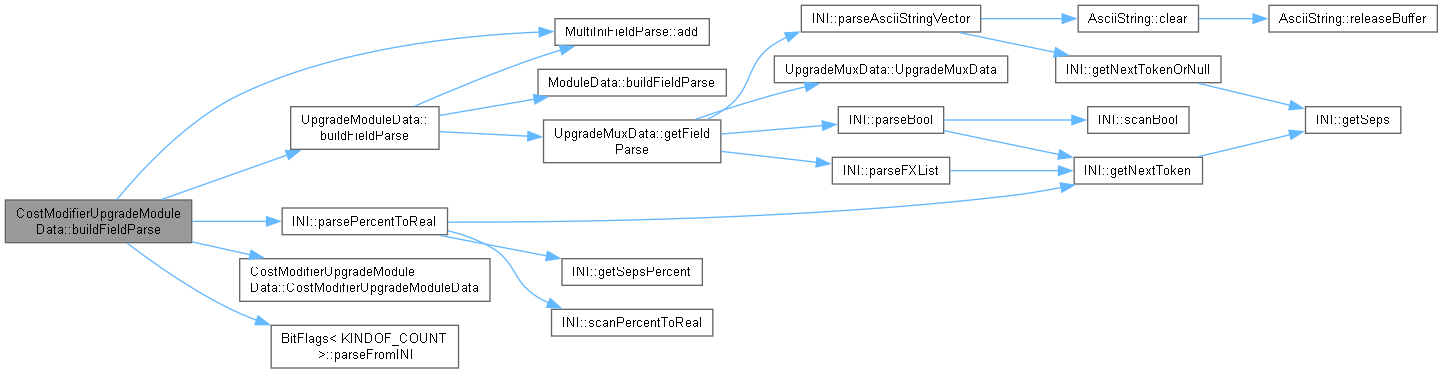 CostModifierUpgradeModule
Data::buildFieldParse
MultiIniFieldParse::add
UpgradeModuleData::
buildFieldParse
ModuleData::buildFieldParse
UpgradeMuxData::getField
Parse
INI::parseAsciiStringVector
AsciiString::clear
AsciiString::releaseBuffer
INI::getNextTokenOrNull
UpgradeMuxData::UpgradeMuxData
INI::parseBool
INI::scanBool
INI::getSeps
INI::parseFXList
INI::getNextToken
INI::parsePercentToReal
INI::getSepsPercent
INI::scanPercentToReal
CostModifierUpgradeModule
Data::CostModifierUpgradeModuleData
BitFlags< KINDOF_COUNT
>::parseFromINI